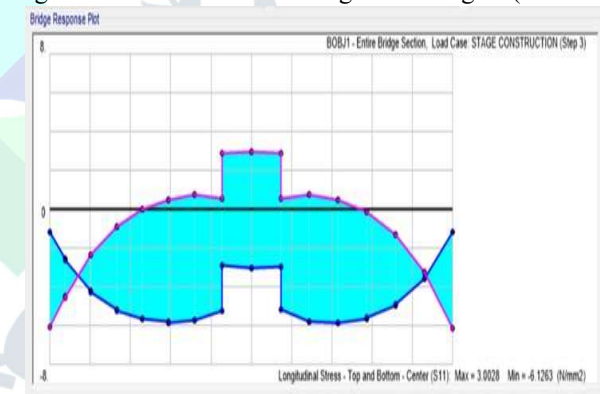 Bridge Response Plot
8.
BOBJ1 - Entire Bridge Section, Load Case: STAGE CONSTRUCTION (Step 3)
0
-8.
Longitudinal Stress - Top and Bottom - Center (S11) Max = 3.0028 Min = -6.1263 (N/mm2)